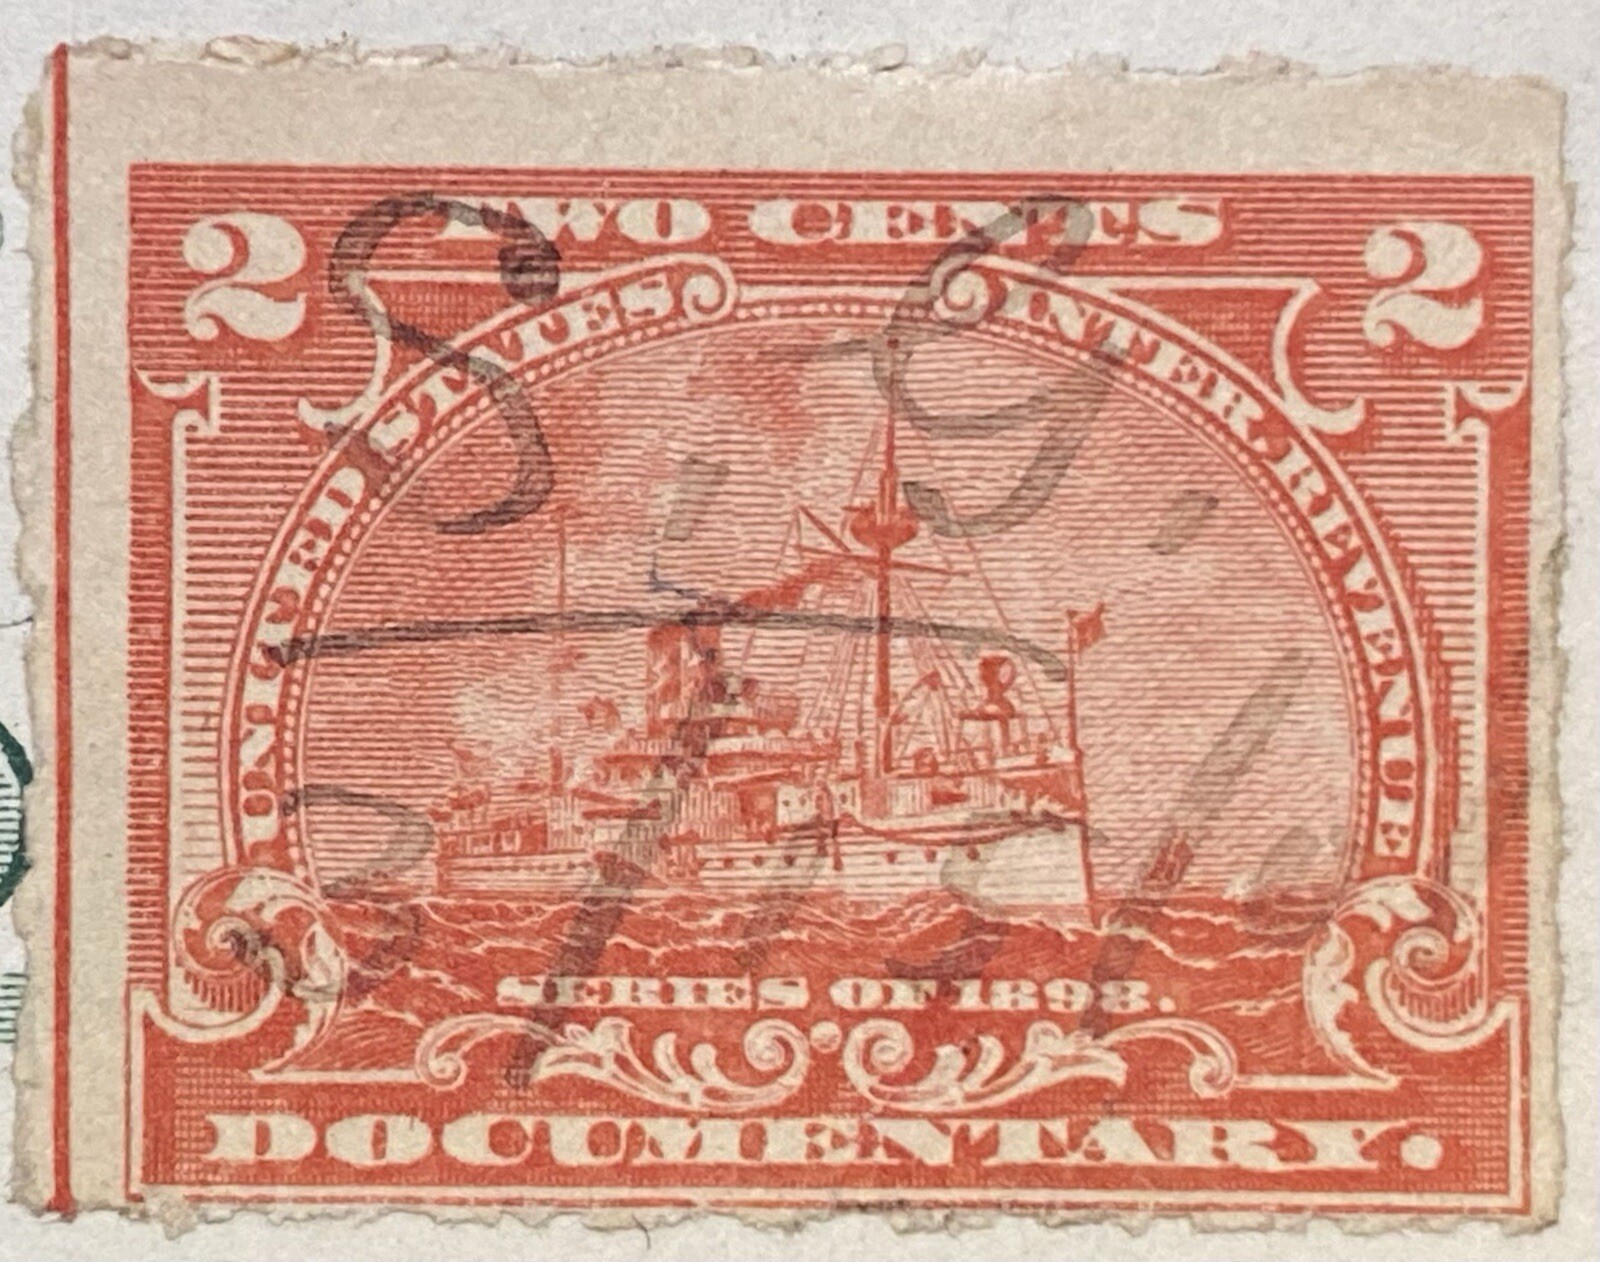 2 TWO CENTS 2
UNITED STATES INTER. REVENUE
SERIES OF 1898.
DOCUMENTARY.